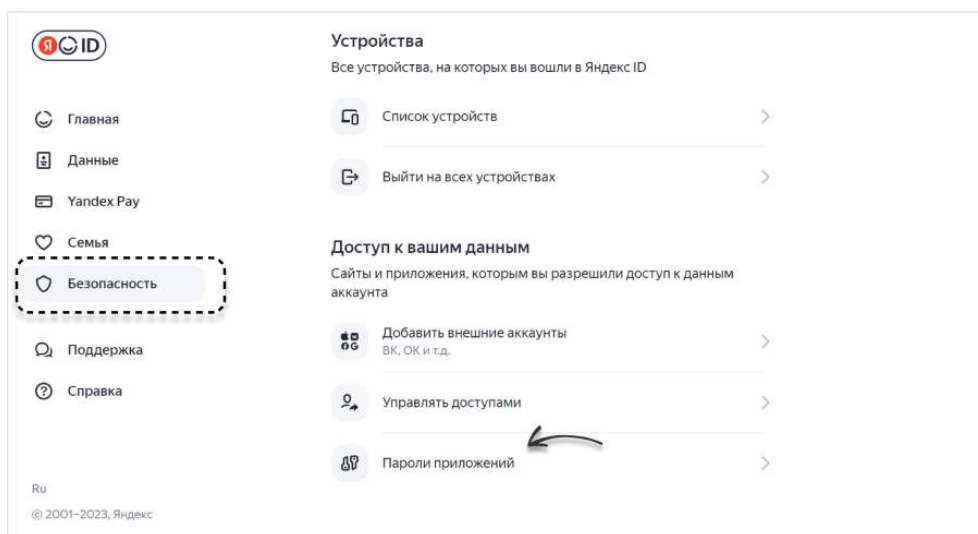 Я ID
Главная
Данные
Yandex Pay
Семья
Безопасность
Поддержка
Справка
Ru
© 2001–2023, Яндекс
Устройства
Все устройства, на которых вы вошли в Яндекс ID
Список устройств
Выйти на всех устройствах
Доступ к вашим данным
Сайты и приложения, которым вы разрешили доступ к данным
аккаунта
Добавить внешние аккаунты
ВК, ОК и т.д.
Управлять доступами
Пароли приложений